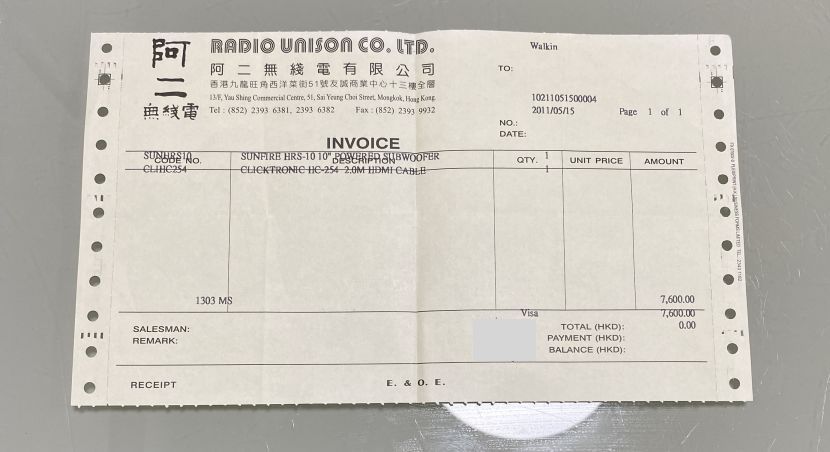 阿二無綫電
RADIO UNISON CO. LTD.
阿二無綫電有限公司
香港九龍旺角西洋菜街51號友誠商業中心十三樓全層
13/F, Yau Shing Commercial Centre, 51, Sai Yeung Choi Street, Mongkok, Hong Kong.
Tel : (852) 2393 6381, 2393 6382 Fax : (852) 2393 9932
Walkin
TO:
10211051500004
2011/05/15 Page 1 of 1
NO.:
DATE:
INVOICE
CODE NO. DESCRIPTION QTY. UNIT PRICE AMOUNT
SUNHRS10 SUNFIRE HRS-10 10" POWERED SUBWOOFER 1
CLIHC254 CLICKTRONIC HC-254 2.0M HDMI CABLE 1
1303 MS 7,600.00
Visa 7,600.00
SALESMAN: TOTAL (HKD): 0.00
REMARK: PAYMENT (HKD):
BALANCE (HKD):
RECEIPT E. & O. E.